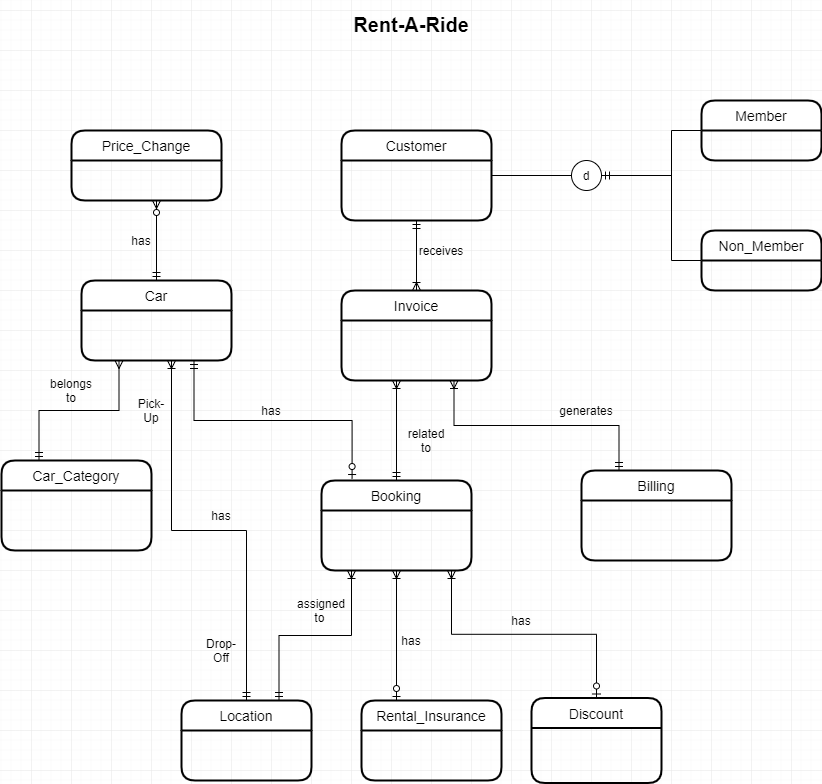 Rent-A-Ride
Member
Price_Change
Customer
d
Non_Member
has
receives
Car
Invoice
belongs
to
Pick-
Up
has
generates
related
to
Car_Category
Booking
Billing
has
assigned
to
has
has
Drop-
Off
Location
Rental_Insurance
Discount